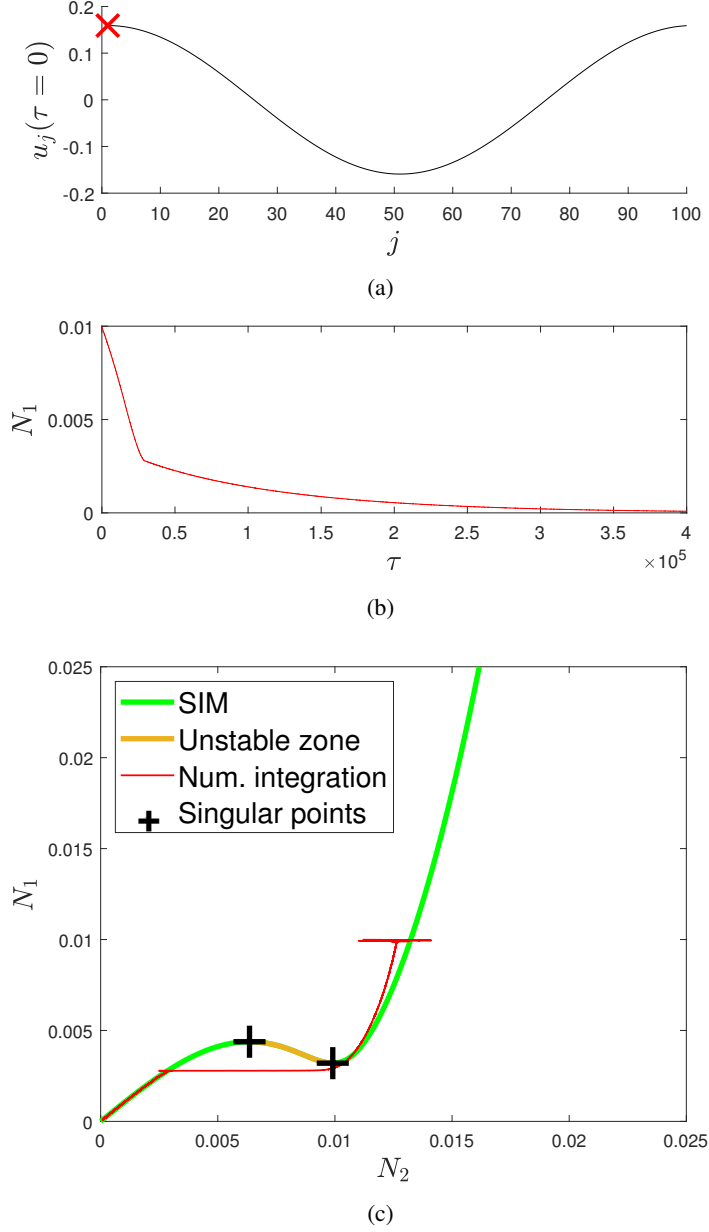 0.2
0.1
0
-0.1
-0.2
u_j(τ = 0)
0 10 20 30 40 50 60 70 80 90 100
j
(a)
0.01
0.005
0
N_1
0 0.5 1 1.5 2 2.5 3 3.5 4
×10^5
τ
(b)
0.025
0.02
0.015
0.01
0.005
0
N_1
SIM
Unstable zone
Num. integration
Singular points
0 0.005 0.01 0.015 0.02 0.025
N_2
(c)